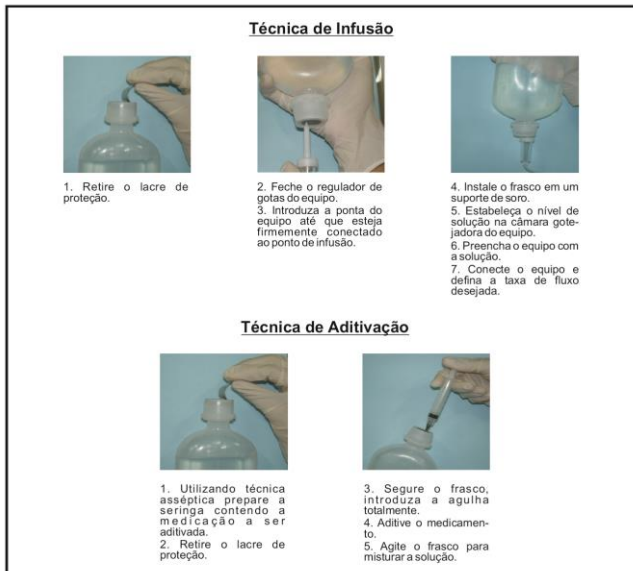 Técnica de Infusão
1. Retire o lacre de
proteção.
2. Feche o regulador de
gotas do equipo.
3. Introduza a ponta do
equipo até que esteja
firmemente conectado
ao ponto de infusão.
4. Instale o frasco em um
suporte de soro.
5. Estabeleça o nível de
solução na câmara gote-
jadora do equipo.
6. Preencha o equipo com
a solução.
7. Conecte o equipo e
defina a taxa de fluxo
desejada.
Técnica de Aditivação
1. Utilizando técnica
asséptica prepare a
seringa contendo a
medicação a ser
aditivada.
2. Retire o lacre de
proteção.
3. Segure o frasco,
introduza a agulha
totalmente.
4. Aditive o medicamen-
to.
5. Agite o frasco para
misturar a solução.